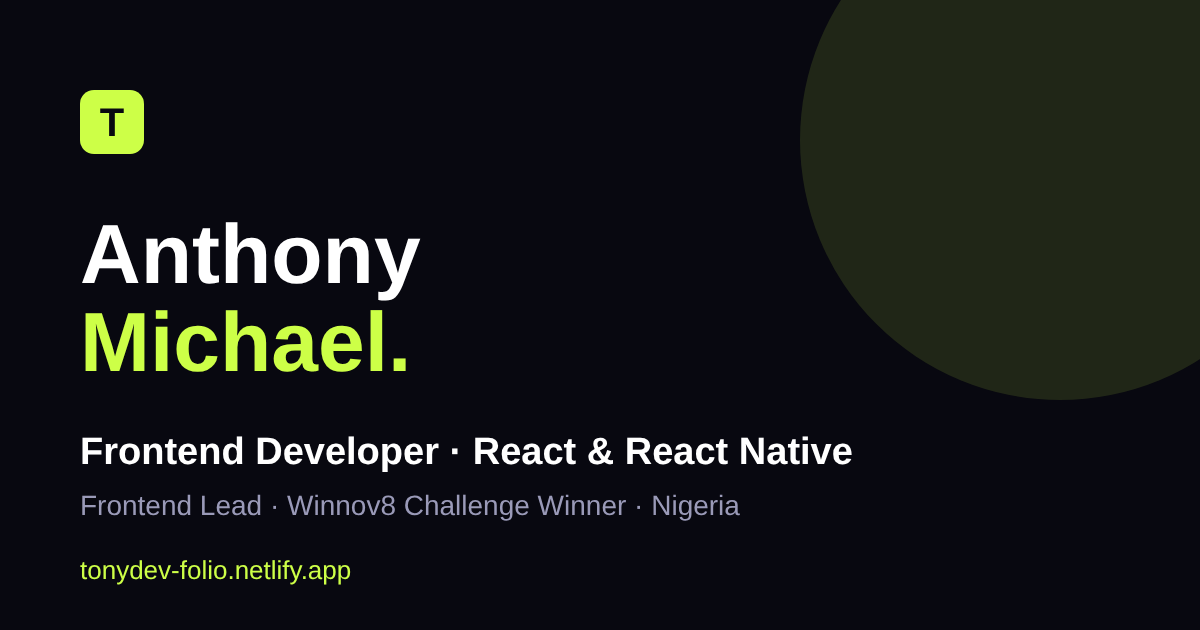 T
Anthony
Michael.
Frontend Developer · React & React Native
Frontend Lead · Winnov8 Challenge Winner · Nigeria
tonydev-folio.netlify.app